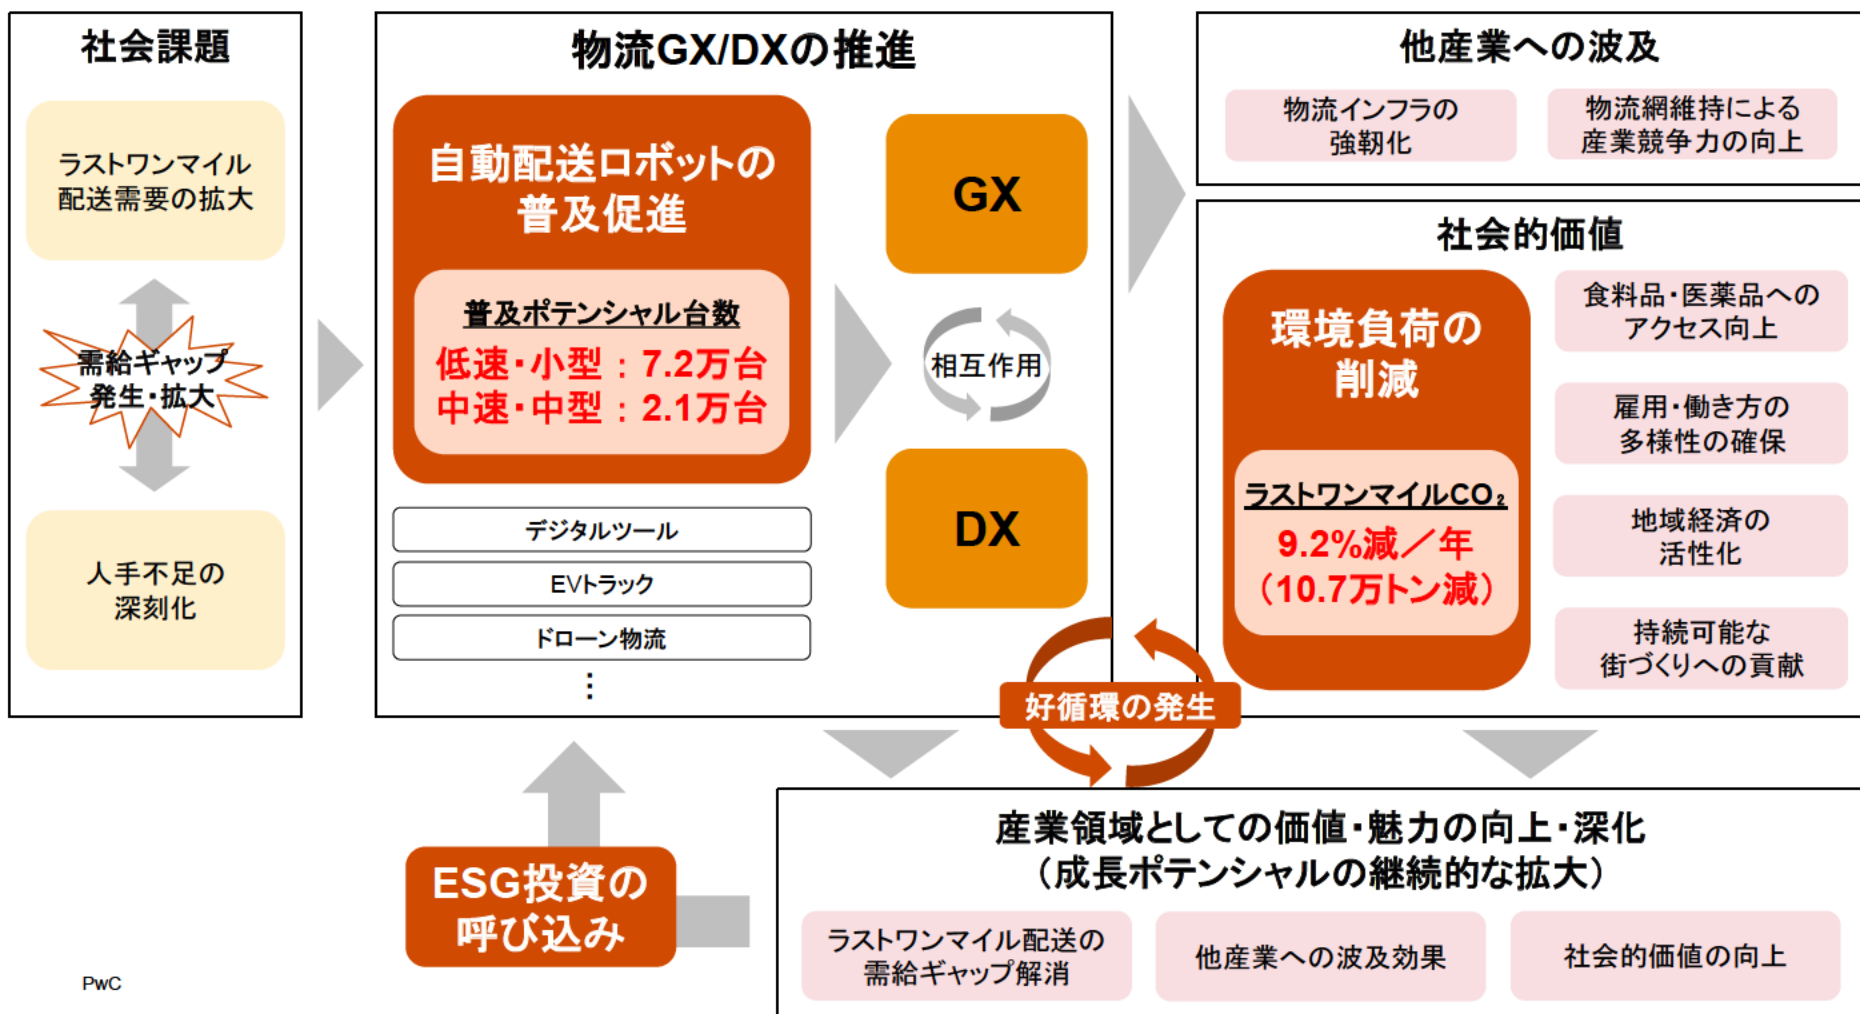 社会課題
ラストワンマイル
配送需要の拡大
需給ギャップ
発生・拡大
人手不足の
深刻化
物流GX/DXの推進
自動配送ロボットの
普及促進
普及ポテンシャル台数
低速・小型：7.2万台
中速・中型：2.1万台
デジタルツール
EVトラック
ドローン物流
⋮
GX
相互作用
DX
他産業への波及
物流インフラの
強靭化
物流網維持による
産業競争力の向上
社会的価値
環境負荷の
削減
ラストワンマイルCO₂
9.2%減／年
（10.7万トン減）
食料品・医薬品への
アクセス向上
雇用・働き方の
多様性の確保
地域経済の
活性化
持続可能な
街づくりへの貢献
好循環の発生
産業領域としての価値・魅力の向上・深化
（成長ポテンシャルの継続的な拡大）
ラストワンマイル配送の
需給ギャップ解消
他産業への波及効果
社会的価値の向上
ESG投資の
呼び込み
PwC